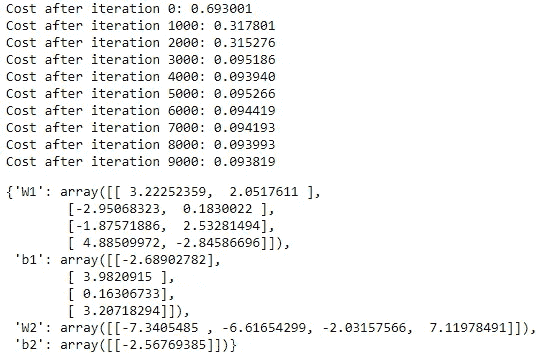 Cost after iteration 0: 0.693001
Cost after iteration 1000: 0.317801
Cost after iteration 2000: 0.315276
Cost after iteration 3000: 0.095186
Cost after iteration 4000: 0.093940
Cost after iteration 5000: 0.095266
Cost after iteration 6000: 0.094419
Cost after iteration 7000: 0.094193
Cost after iteration 8000: 0.093993
Cost after iteration 9000: 0.093819
{'W1': array([[ 3.22252359,  2.0517611 ],
        [-2.95068323,  0.1830022 ],
        [-1.87571886,  2.53281494],
        [ 4.88509972, -2.84586696]]),
 'b1': array([[-2.68902782],
        [ 3.9820915 ],
        [ 0.16306733],
        [ 3.20718294]]),
 'W2': array([[-7.3405485 , -6.61654299, -2.03157566,  7.11978491]]),
 'b2': array([[-2.56769385]])}